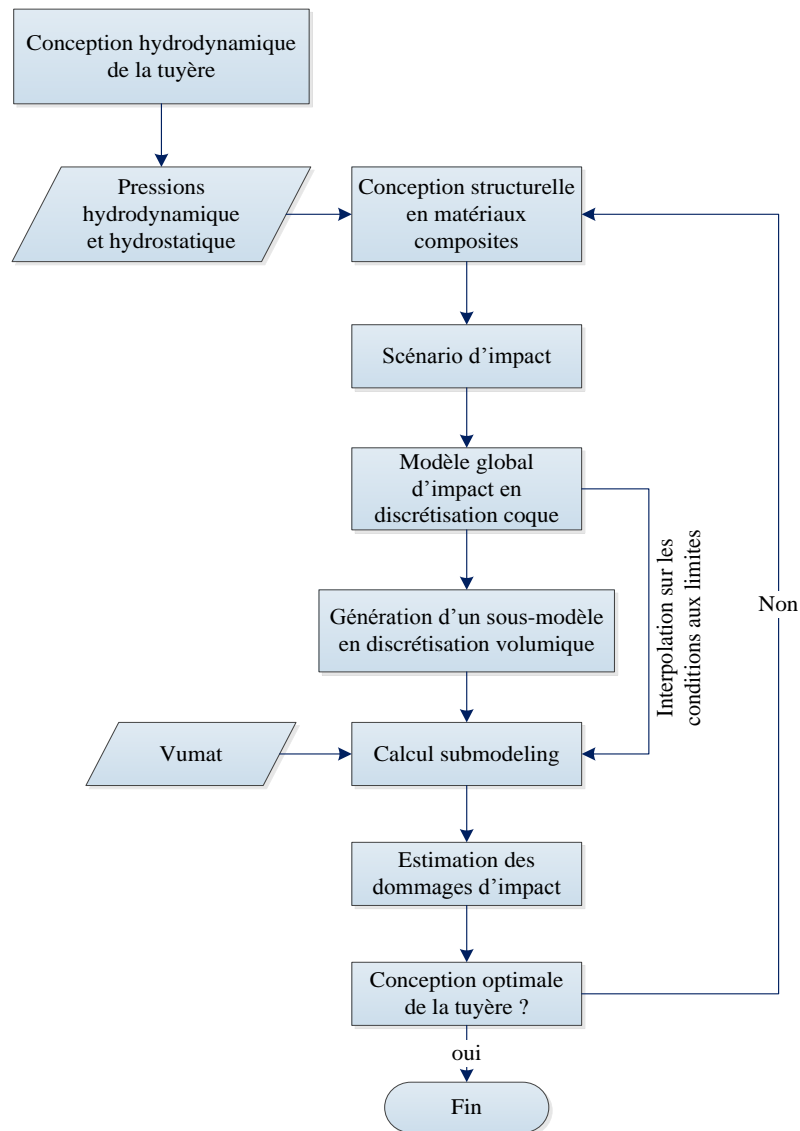 Conception hydrodynamique
de la tuyère
Pressions
hydrodynamique
et hydrostatique
Conception structurelle
en matériaux
composites
Scénario d’impact
Modèle global
d’impact en
discrétisation coque
Interpolation sur les
conditions aux limites
Non
Génération d’un sous-modèle
en discrétisation volumique
Vumat
Calcul submodeling
Estimation des
dommages d’impact
Conception optimale
de la tuyère ?
oui
Fin